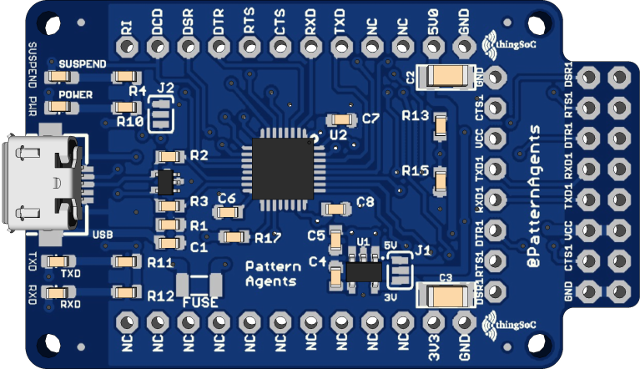 RI
DCD
DSR
DTR
RTS
CTS
RXD
TXD
NC
NC
5V0
GND
thingSoC
SUSPEND
SUSPEND
J2
C2
GND
DSR1
PWR
POWER
R4
R10
C7
U2
R13
CTS1
RTS1
VCC
DTR1
R2
R15
TXD1
RXD1
@PatternAgents
R3
C6
C8
RXD1
TXD1
R1
R17
C5
U1
5V
J1
DTR1
VCC
USB
C1
TXD
TXD
R11
Pattern
Agents
C4
RTS1
CTS1
RXD
RXD
R12
FUSE
3V
C3
DSR1
GND
NC
NC
NC
NC
NC
NC
NC
NC
NC
NC
3V3
GND
thingSoC